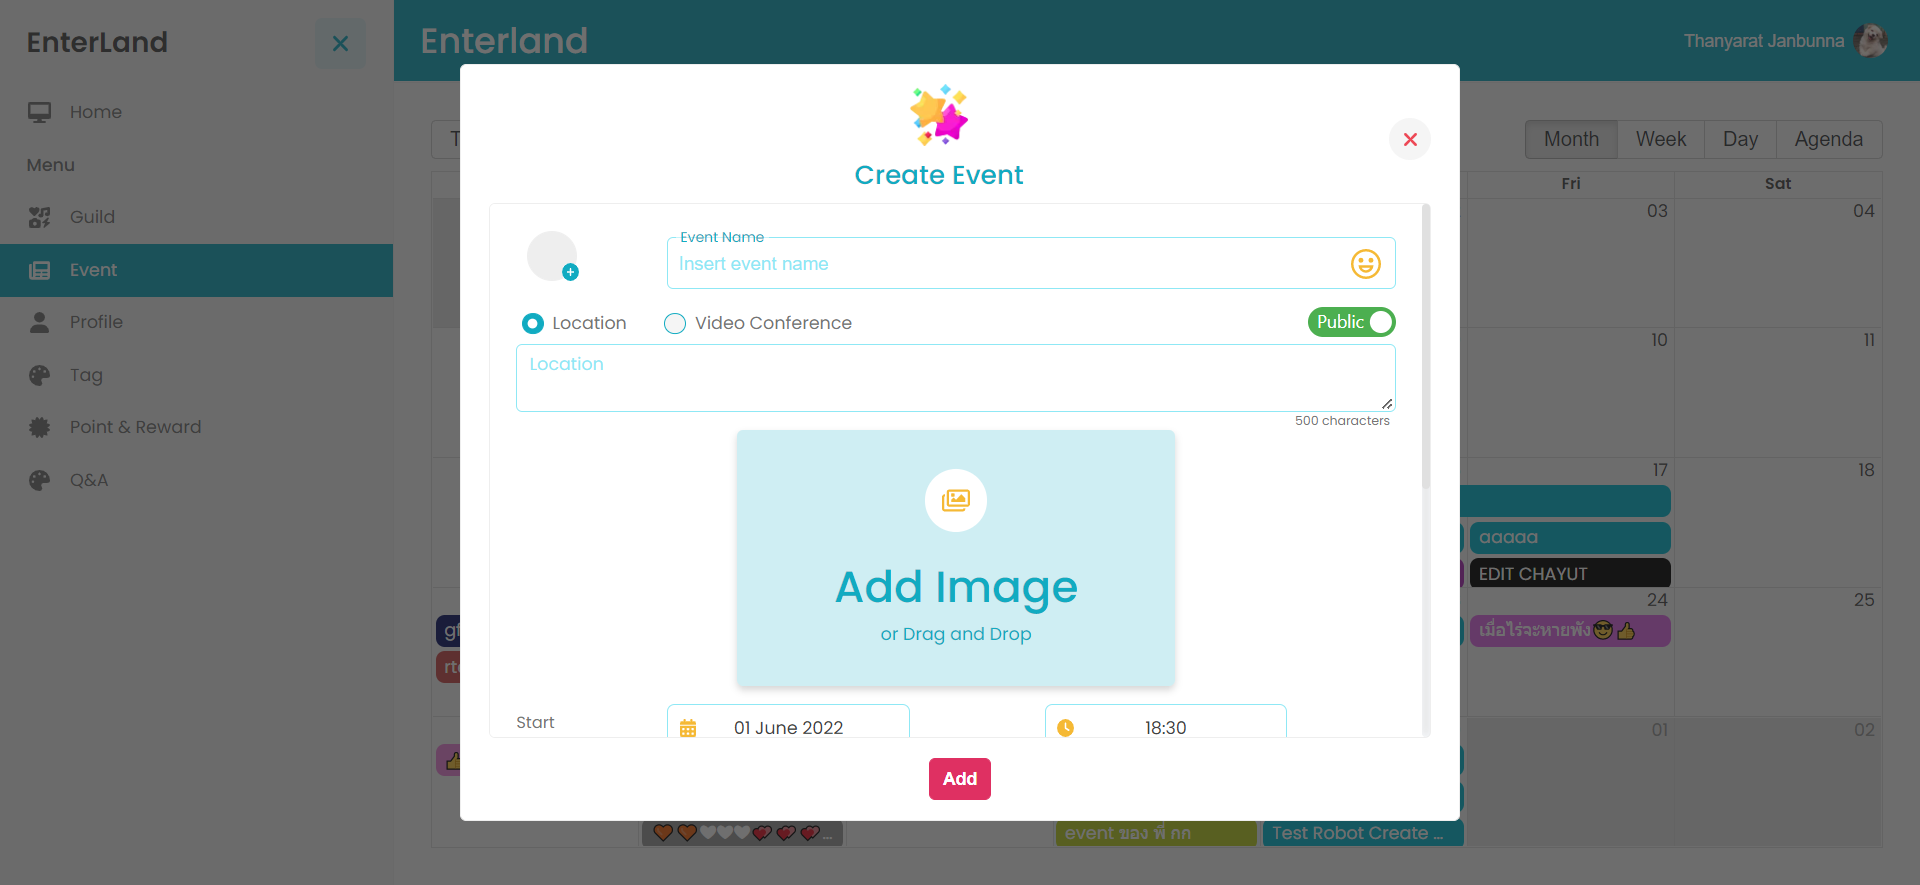 EnterLand
Enterland
Thanyarat Janbunna
Home
Menu
Guild
Event
Profile
Tag
Point & Reward
Q&A
Month
Week
Day
Agenda
Fri
Sat
03
04
10
11
17
18
aaaaa
EDIT CHAYUT
24
25
เมื่อไร่จะหายพัง😎👍
01
02
event ของ พี่ กก
Test Robot Create ...
Create Event
Event Name
Insert event name
Location
Video Conference
Public
Location
500 characters
Add Image
or Drag and Drop
Start
01 June 2022
18:30
Add